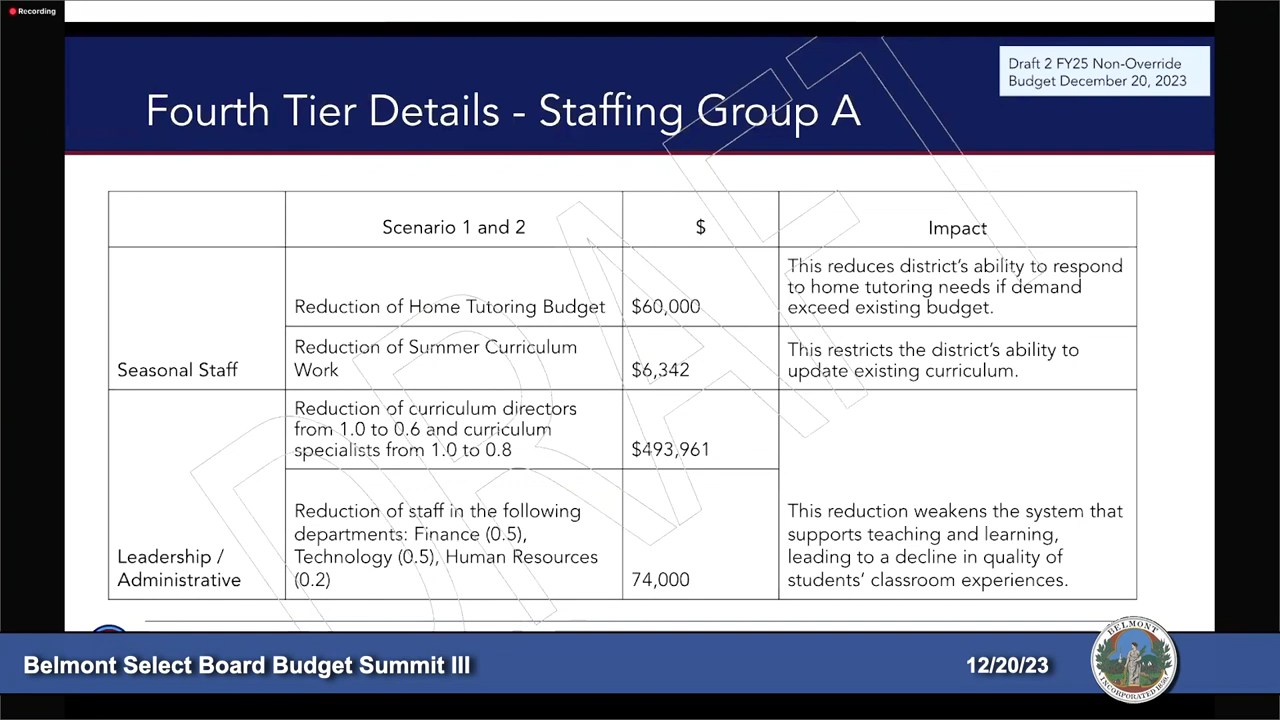 Recording
Draft 2 FY25 Non-Override
Budget December 20, 2023
Fourth Tier Details - Staffing Group A
Scenario 1 and 2
$
Impact
Seasonal Staff
Reduction of Home Tutoring Budget
$60,000
This reduces district's ability to respond
to home tutoring needs if demand
exceed existing budget.
Reduction of Summer Curriculum
Work
$6,342
This restricts the district's ability to
update existing curriculum.
Leadership /
Administrative
Reduction of curriculum directors
from 1.0 to 0.6 and curriculum
specialists from 1.0 to 0.8
$493,961
Reduction of staff in the following
departments: Finance (0.5),
Technology (0.5), Human Resources
(0.2)
74,000
This reduction weakens the system that
supports teaching and learning,
leading to a decline in quality of
students' classroom experiences.
DRAFT
Belmont Select Board Budget Summit III
12/20/23
BELMONT